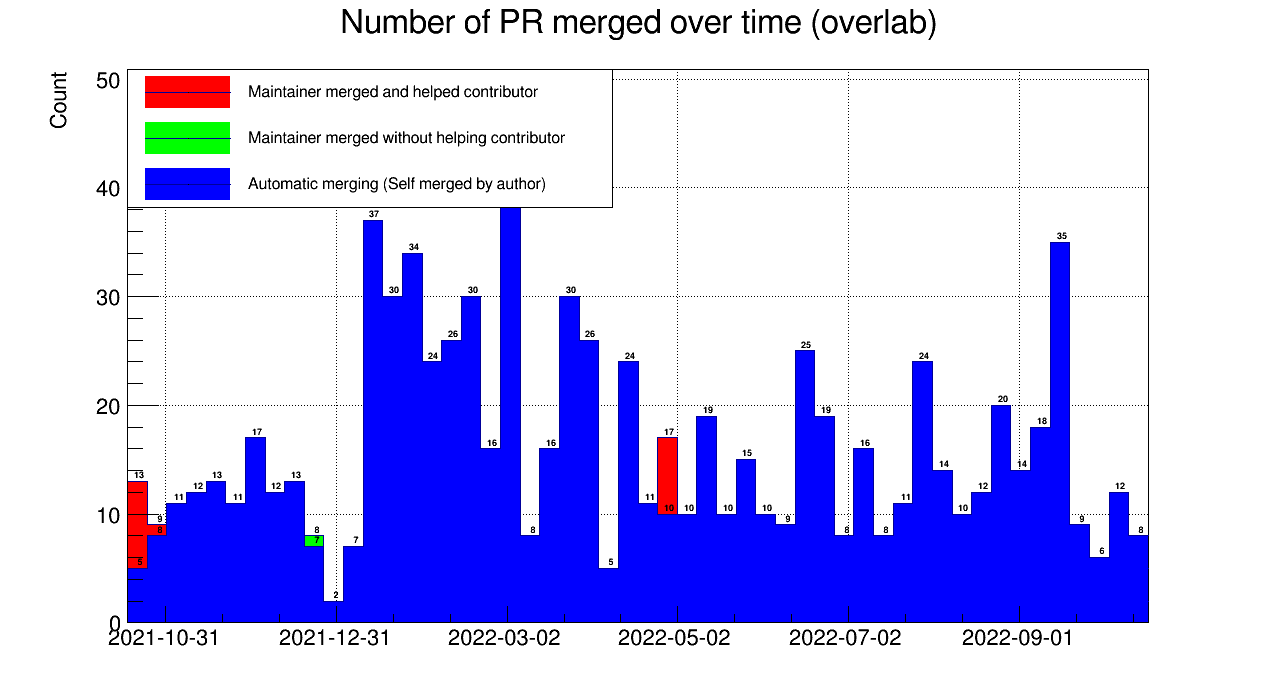 Number of PR merged over time (overlab)
Count
50
40
30
20
10
0
Maintainer merged and helped contributor
Maintainer merged without helping contributor
Automatic merging (Self merged by author)
13 5 9 8 11 12 13 11 17 12 13 8 7 2 7 37 30 34 24 26 30 16 8 16 30 26 5 24 11 17 10 10 19 10 15 10 9 25 19 8 16 8 11 24 14 10 12 20 14 18 35 9 6 12 8
2021-10-31 2021-12-31 2022-03-02 2022-05-02 2022-07-02 2022-09-01